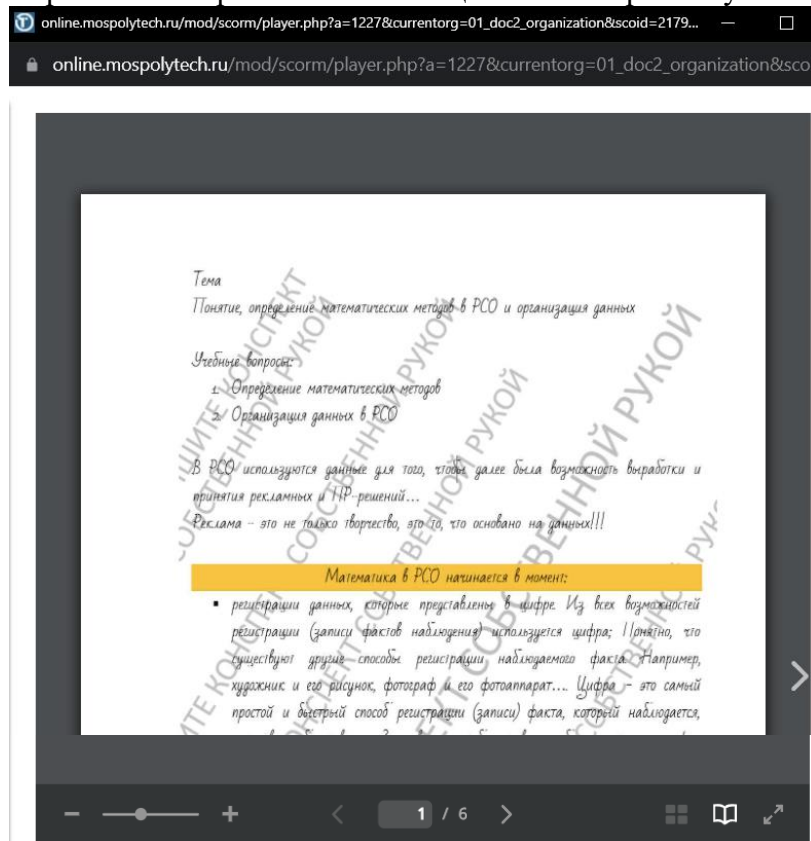 online.mospolytech.ru/mod/scorm/player.php?a=1227&currentorg=01_doc2_organization&scoid=2179...
online.mospolytech.ru/mod/scorm/player.php?a=1227&currentorg=01_doc2_organization&sco
Тема
Понятие, определение математических методов в РСО и организация данных
Учебные вопросы:
1. Определение математических методов
2. Организация данных в РСО
В РСО используются данные для того, чтобы далее была возможность выработки и
принятия рекламных и ПР-решений...
Реклама – это не только творчество, это то, что основано на данных!!!
Математика в РСО начинается в момент:
▪ регистрации данных, которые представлены в цифре. Из всех возможностей
регистрации (записи фактов наблюдения) используется цифра; Понятно, что
существуют другие способы регистрации наблюдаемого факта. Например,
художник и его рисунок, фотограф и его фотоаппарат.... Цифра – это самый
простой и быстрый способ регистрации (записи) факта, который наблюдается,
1 / 6